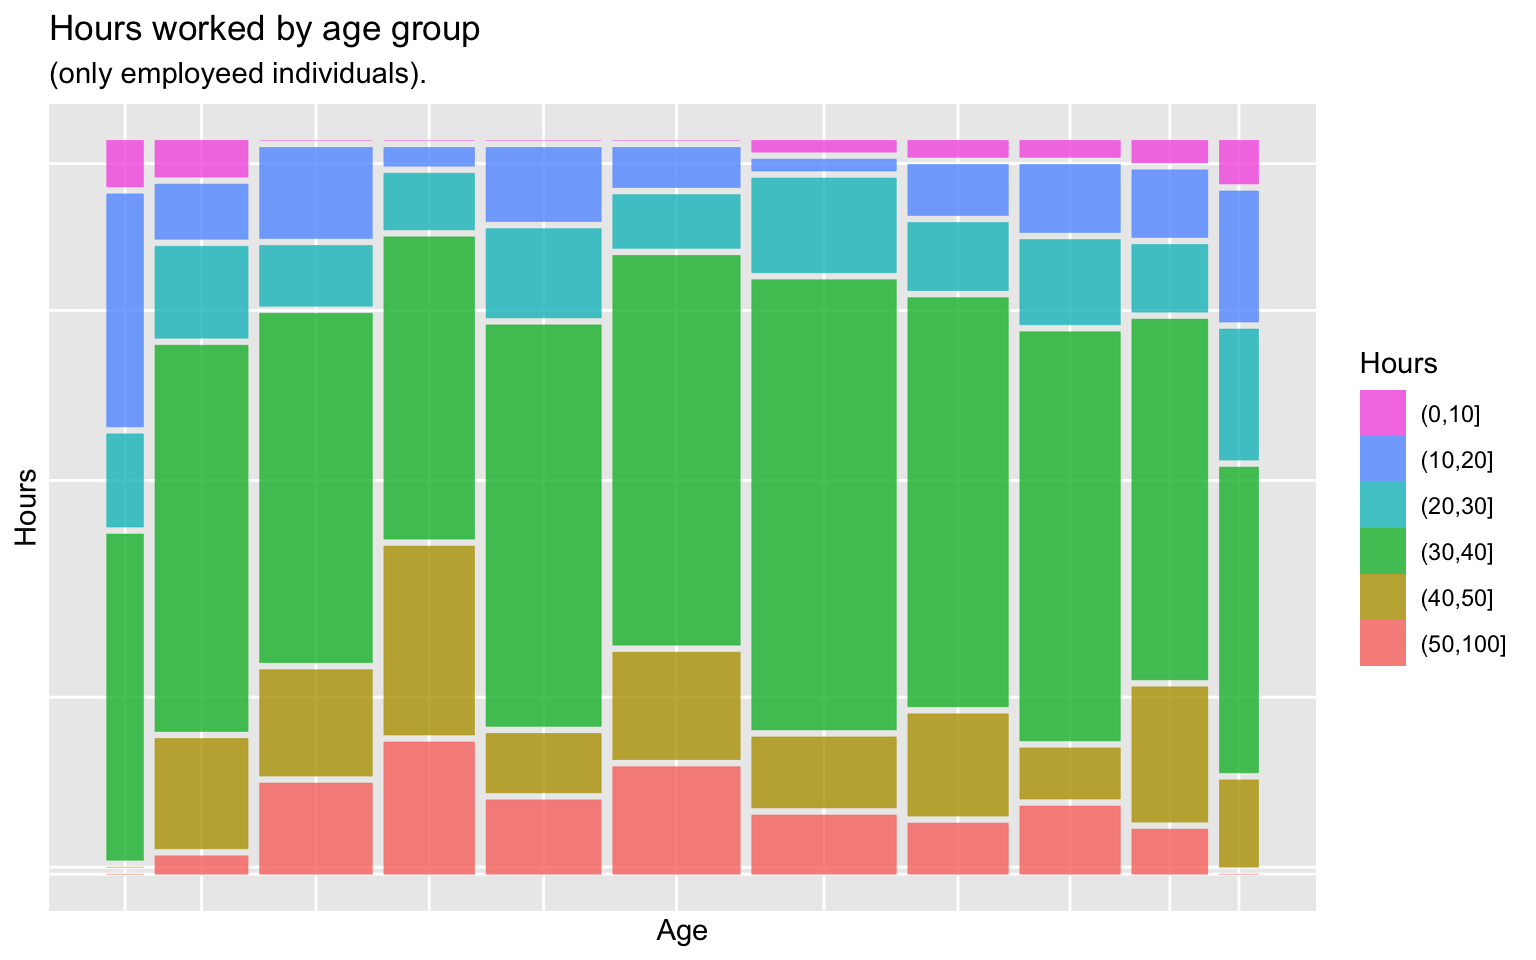 Hours worked by age group
(only employeed individuals).
Hours
Age
Hours
(0,10]
(10,20]
(20,30]
(30,40]
(40,50]
(50,100]